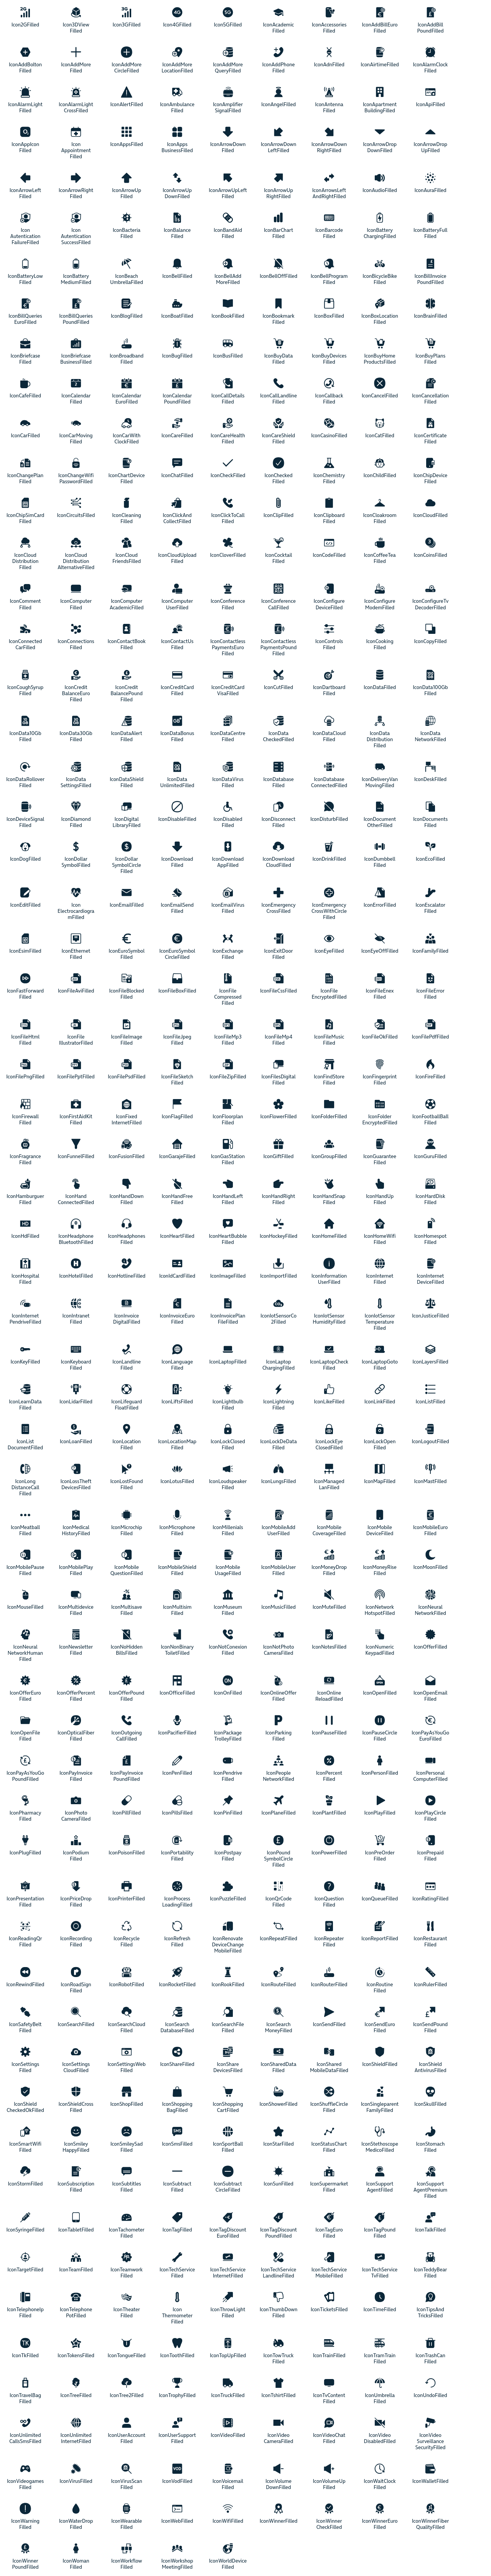 Icon2GFilled Icon3DView Icon3GFilled Icon4GFilled Icon5GFilled IconAcademic IconAccessories IconAddBillEuro IconAddBill
Filled Filled Filled Filled PoundFilled
IconAddBolton IconAddMore IconAddMore IconAddMore IconAddMore IconAddPhone IconAdnFilled IconAirtimeFilled IconAlarmClock
Filled Filled CircleFilled LocationFilled QueryFilled Filled Filled
IconAlarmLight IconAlarmLight IconAlertFilled IconAmbulance IconAmplifier IconAngelFilled IconAntenna IconApartment IconApiFilled
Filled CrossFilled Filled SignalFilled Filled BuildingFilled
IconAppIcon Icon IconAppsFilled IconApps IconArrowDown IconArrowDown IconArrowDown IconArrowDrop IconArrowDrop
Filled Appointment BusinessFilled Filled LeftFilled RightFilled DownFilled UpFilled
Filled
IconArrowLeft IconArrowRight IconArrowUp IconArrowUp IconArrowUpLeft IconArrowUp IconArrowsLeft IconAudioFilled IconAuraFilled
Filled Filled Filled DownFilled Filled RightFilled AndRightFilled
Icon Icon IconBacteria IconBalance IconBandAid IconBarChart IconBarcode IconBattery IconBatteryFull
Autentication Autentication Filled Filled Filled Filled Filled ChargingFilled Filled
FailureFilled SuccessFilled
IconBatteryLow IconBattery IconBeach IconBellFilled IconBellAdd IconBellOffFilled IconBellProgram IconBicycleBike IconBillInvoice
Filled MediumFilled UmbrellaFilled MoreFilled Filled Filled PoundFilled
IconBillQueries IconBillQueries IconBlogFilled IconBoatFilled IconBookFilled IconBookmark IconBoxFilled IconBoxLocation IconBrainFilled
EuroFilled PoundFilled Filled Filled
IconBriefcase IconBriefcase IconBroadband IconBugFilled IconBusFilled IconBuyData IconBuyDevices IconBuyHome IconBuyPlans
Filled BusinessFilled Filled Filled Filled ProductsFilled Filled
IconCafeFilled IconCalendar IconCalendar IconCalendar IconCallDetails IconCallLandline IconCallback IconCancelFilled IconCancellation
Filled EuroFilled PoundFilled Filled Filled Filled Filled
IconCarFilled IconCarMoving IconCarWith IconCareFilled IconCareHealth IconCareShield IconCasinoFilled IconCatFilled IconCertificate
Filled ClockFilled Filled Filled Filled
IconChangePlan IconChangeWifi IconChartDevice IconChatFilled IconCheckFilled IconChecked IconChemistry IconChildFilled IconChipDevice
Filled PasswordFilled Filled Filled Filled Filled
IconChipSimCard IconCircuitsFilled IconCleaning IconClickAnd IconClickToCall IconClipFilled IconClipboard IconCloakroom IconCloudFilled
Filled Filled CollectFilled Filled Filled Filled
IconCloud IconCloud IconCloud IconCloudUpload IconCloverFilled IconCocktail IconCodeFilled IconCoffeeTea IconCoinsFilled
Distribution Distribution FriendsFilled Filled Filled Filled
Filled AlternativeFilled
IconComment IconComputer IconComputer IconComputer IconConference IconConference IconConfigure IconConfigure IconConfigureTv
Filled Filled AcademicFilled UserFilled Filled CallFilled DeviceFilled ModemFilled DecoderFilled
IconConnected IconConnections IconContactBook IconContactUs IconContactless IconContactless IconControls IconCooking IconCopyFilled
CarFilled Filled Filled Filled PaymentsEuro PaymentsPound Filled Filled
Filled Filled
IconCoughSyrup IconCredit IconCredit IconCreditCard IconCreditCard IconCutFilled IconDartboard IconDataFilled IconData100Gb
Filled BalanceEuro BalancePound Filled VisaFilled Filled Filled
Filled Filled
IconData10Gb IconData30Gb IconDataAlert IconDataBonus IconDataCentre IconData IconDataCloud IconData IconData
Filled Filled Filled Filled Filled CheckedFilled Filled Distribution NetworkFilled
Filled
IconDataRollover IconData IconDataShield IconData IconDataVirus IconDatabase IconDatabase IconDeliveryVan IconDeskFilled
Filled SettingsFilled Filled UnlimitedFilled Filled Filled ConnectedFilled MovingFilled
IconDeviceSignal IconDiamond IconDigital IconDisableFilled IconDisabled IconDisconnect IconDisturbFilled IconDocument IconDocuments
Filled Filled LibraryFilled Filled Filled OtherFilled Filled
IconDogFilled IconDollar IconDollar IconDownload IconDownload IconDownload IconDrinkFilled IconDumbbell IconEcoFilled
SymbolFilled SymbolCircle Filled AppFilled CloudFilled Filled
Filled
IconEditFilled Icon IconEmailFilled IconEmailSend IconEmailVirus IconEmergency IconEmergency IconErrorFilled IconEscalator
Electrocardiogra Filled Filled CrossFilled CrossWithCircle Filled
mFilled Filled
IconEsimFilled IconEthernet IconEuroSymbol IconEuroSymbol IconExchange IconExitDoor IconEyeFilled IconEyeOffFilled IconFamilyFilled
Filled Filled CircleFilled Filled Filled
IconFastForward IconFileAviFilled IconFileBlocked IconFileBoxFilled IconFile IconFileCssFilled IconFile IconFileEnex IconFileError
Filled Filled Compressed EncryptedFilled Filled Filled
Filled
IconFileHtml IconFile IconFileImage IconFileJpeg IconFileMp3 IconFileMp4 IconFileMusic IconFileOkFilled IconFilePdfFilled
Filled IllustratorFilled Filled Filled Filled Filled Filled
IconFilePngFilled IconFilePptFilled IconFilePsdFilled IconFileSketch IconFileZipFilled IconFilesDigital IconFindStore IconFingerprint IconFireFilled
Filled Filled Filled Filled
IconFirewall IconFirstAidKit IconFixed IconFlagFilled IconFloorplan IconFlowerFilled IconFolderFilled IconFolder IconFootballBall
Filled Filled InternetFilled Filled EncryptedFilled Filled
IconFragrance IconFunnelFilled IconFusionFilled IconGarajeFilled IconGasStation IconGiftFilled IconGroupFilled IconGuarantee IconGuruFilled
Filled Filled Filled
IconHamburguer IconHand IconHandDown IconHandFree IconHandLeft IconHandRight IconHandSnap IconHandUp IconHardDisk
Filled ConnectedFilled Filled Filled Filled Filled Filled Filled Filled
IconHdFilled IconHeadphone IconHeadphones IconHeartFilled IconHeartBubble IconHockeyFilled IconHomeFilled IconHomeWifi IconHomespot
BluetoothFilled Filled Filled Filled Filled
IconHospital IconHotelFilled IconHotlineFilled IconIdCardFilled IconImageFilled IconImportFilled IconInformation IconInternet IconInternet
Filled UserFilled Filled DeviceFilled
IconInternet IconIntranet IconInvoice IconInvoiceEuro IconInvoicePlan IconIotSensorCo IconIotSensor IconIotSensor IconJusticeFilled
PendriveFilled Filled DigitalFilled Filled FileFilled 2Filled HumidityFilled Temperature
Filled
IconKeyFilled IconKeyboard IconLandline IconLanguage IconLaptopFilled IconLaptop IconLaptopCheck IconLaptopGoto IconLayersFilled
Filled Filled Filled ChargingFilled Filled Filled
IconLearnData IconLidarFilled IconLifeguard IconLiftsFilled IconLightbulb IconLightning IconLikeFilled IconLinkFilled IconListFilled
Filled FloatFilled Filled Filled
IconList IconLoanFilled IconLocation IconLocationMap IconLockClosed IconLockDeData IconLockEye IconLockOpen IconLogoutFilled
DocumentFilled Filled Filled Filled Filled ClosedFilled Filled
IconLong IconLossTheft IconLostFound IconLotusFilled IconLoudspeaker IconLungsFilled IconManaged IconMapFilled IconMastFilled
DistanceCall DevicesFilled Filled Filled LanFilled
Filled
IconMeatball IconMedical IconMicrochip IconMicrophone IconMillenials IconMobileAdd IconMobile IconMobile IconMobileEuro
Filled HistoryFilled Filled Filled Filled UserFilled CoverageFilled DeviceFilled Filled
IconMobilePause IconMobilePlay IconMobile IconMobileShield IconMobile IconMobileUser IconMoneyDrop IconMoneyRise IconMoonFilled
Filled Filled QuestionFilled Filled UsageFilled Filled Filled Filled
IconMouseFilled IconMultidevice IconMultisave IconMultisim IconMuseum IconMusicFilled IconMuteFilled IconNetwork IconNeural
Filled Filled Filled Filled HotspotFilled NetworkFilled
IconNeural IconNewsletter IconNoHidden IconNonBinary IconNotConexion IconNotPhoto IconNotesFilled IconNumeric IconOfferFilled
NetworkHuman Filled BillsFilled ToiletFilled Filled CameraFilled KeypadFilled
Filled
IconOfferEuro IconOfferPercent IconOfferPound IconOfficeFilled IconOnFilled IconOnlineOffer IconOnline IconOpenFilled IconOpenEmail
Filled Filled Filled Filled ReloadFilled Filled
IconOpenFile IconOpticalFiber IconOutgoing IconPacifierFilled IconPackage IconParking IconPauseFilled IconPauseCircle IconPayAsYouGo
Filled Filled CallFilled TrolleyFilled Filled Filled EuroFilled
IconPayAsYouGo IconPayInvoice IconPayInvoice IconPenFilled IconPendrive IconPeople IconPercent IconPersonFilled IconPersonal
PoundFilled Filled PoundFilled Filled NetworkFilled Filled ComputerFilled
IconPharmacy IconPhoto IconPillFilled IconPillsFilled IconPinFilled IconPlaneFilled IconPlantFilled IconPlayFilled IconPlayCircle
Filled CameraFilled Filled
IconPlugFilled IconPodium IconPoisonFilled IconPortability IconPostpay IconPound IconPowerFilled IconPreOrder IconPrepaid
Filled Filled Filled SymbolCircle Filled Filled
Filled
IconPresentation IconPriceDrop IconPrinterFilled IconProcess IconPuzzleFilled IconQrCode IconQuestion IconQueueFilled IconRatingFilled
Filled Filled LoadingFilled Filled Filled
IconReadingQr IconRecording IconRecycle IconRefresh IconRenovate IconRepeatFilled IconRepeater IconReportFilled IconRestaurant
Filled Filled Filled Filled DeviceChange Filled Filled
MobileFilled
IconRewindFilled IconRoadSign IconRobotFilled IconRocketFilled IconRookFilled IconRouteFilled IconRouterFilled IconRoutine IconRulerFilled
Filled Filled
IconSafetyBelt IconSearchFilled IconSearchCloud IconSearch IconSearchFile IconSearch IconSendFilled IconSendEuro IconSendPound
Filled Filled DatabaseFilled Filled MoneyFilled Filled Filled
IconSettings IconSettings IconSettingsWeb IconShareFilled IconShare IconSharedData IconShared IconShieldFilled IconShield
Filled CloudFilled Filled DevicesFilled Filled MobileDataFilled AntivirusFilled
IconShield IconShieldCross IconShopFilled IconShopping IconShopping IconShowerFilled IconShuffleCircle IconSingleparent IconSkullFilled
CheckedOkFilled Filled BagFilled CartFilled Filled FamilyFilled
IconSmartWifi IconSmiley IconSmileySad IconSmsFilled IconSportBall IconStarFilled IconStatusChart IconStethoscope IconStomach
Filled HappyFilled Filled Filled Filled MedicoFilled Filled
IconStormFilled IconSubscription IconSubtitles IconSubtract IconSubtract IconSunFilled IconSupermarket IconSupport IconSupport
Filled Filled Filled CircleFilled Filled AgentFilled AgentPremium
Filled
IconSyringeFilled IconTabletFilled IconTachometer IconTagFilled IconTagDiscount IconTagDiscount IconTagEuro IconTagPound IconTalkFilled
Filled EuroFilled PoundFilled Filled Filled
IconTargetFilled IconTeamFilled IconTeamwork IconTechService IconTechService IconTechService IconTechService IconTechService IconTeddyBear
Filled Filled InternetFilled LandlineFilled MobileFilled TvFilled Filled
IconTelephoneIp IconTelephone IconTheater Icon IconThrowLight IconThumbDown IconTicketsFilled IconTimeFilled IconTipsAnd
Filled PotFilled Filled Thermometer Filled Filled TricksFilled
Filled
IconTkFilled IconTokensFilled IconTongueFilled IconToothFilled IconTopUpFilled IconTowTruck IconTrainFilled IconTramTrain IconTrashCan
Filled Filled Filled
IconTravelBag IconTreeFilled IconTree2Filled IconTrophyFilled IconTruckFilled IconTshirtFilled IconTvContent IconUmbrella IconUndoFilled
Filled Filled Filled
IconUnlimited IconUnlimited IconUserAccount IconUserSupport IconVideoFilled IconVideo IconVideoChat IconVideo IconVideo
CallsSmsFilled InternetFilled Filled Filled CameraFilled Filled DisabledFilled Surveillance
SecurityFilled
IconVideogames IconVirusFilled IconVirusScan IconVodFilled IconVoicemail IconVolume IconVolumeUp IconWaitClock IconWalletFilled
Filled Filled Filled DownFilled Filled Filled
IconWarning IconWaterDrop IconWearable IconWebFilled IconWifiFilled IconWinnerFilled IconWinner IconWinnerEuro IconWinnerFiber
Filled Filled Filled CheckFilled Filled QualityFilled
IconWinner IconWoman IconWorkflow IconWorkshop IconWorldDevice
PoundFilled Filled Filled MeetingFilled Filled